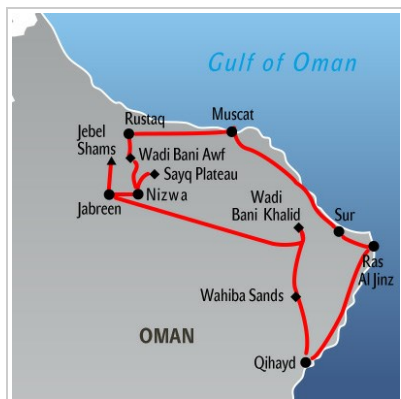 Gulf of Oman
Rustaq
Muscat
Jebel
Shams
Wadi Bani Awf
Sayq Plateau
Jabreen
Nizwa
Wadi
Bani Khalid
Sur
Ras
Al Jinz
Wahiba Sands
OMAN
Qihayd